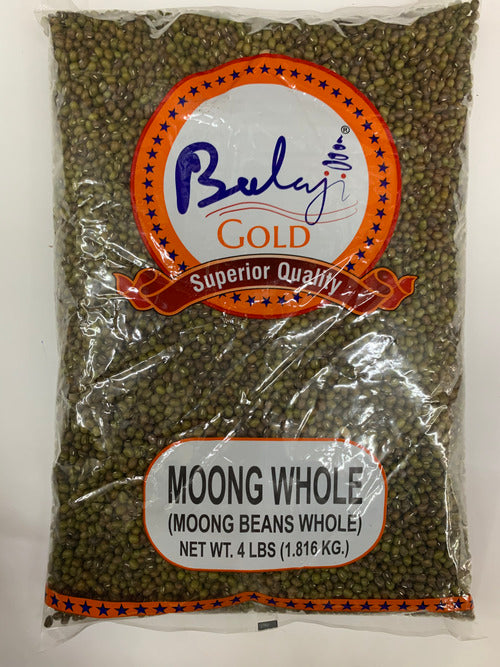 Balaji
®
GOLD
Superior Quality
MOONG WHOLE
(MOONG BEANS WHOLE)
NET WT. 4 LBS (1.816 KG.)